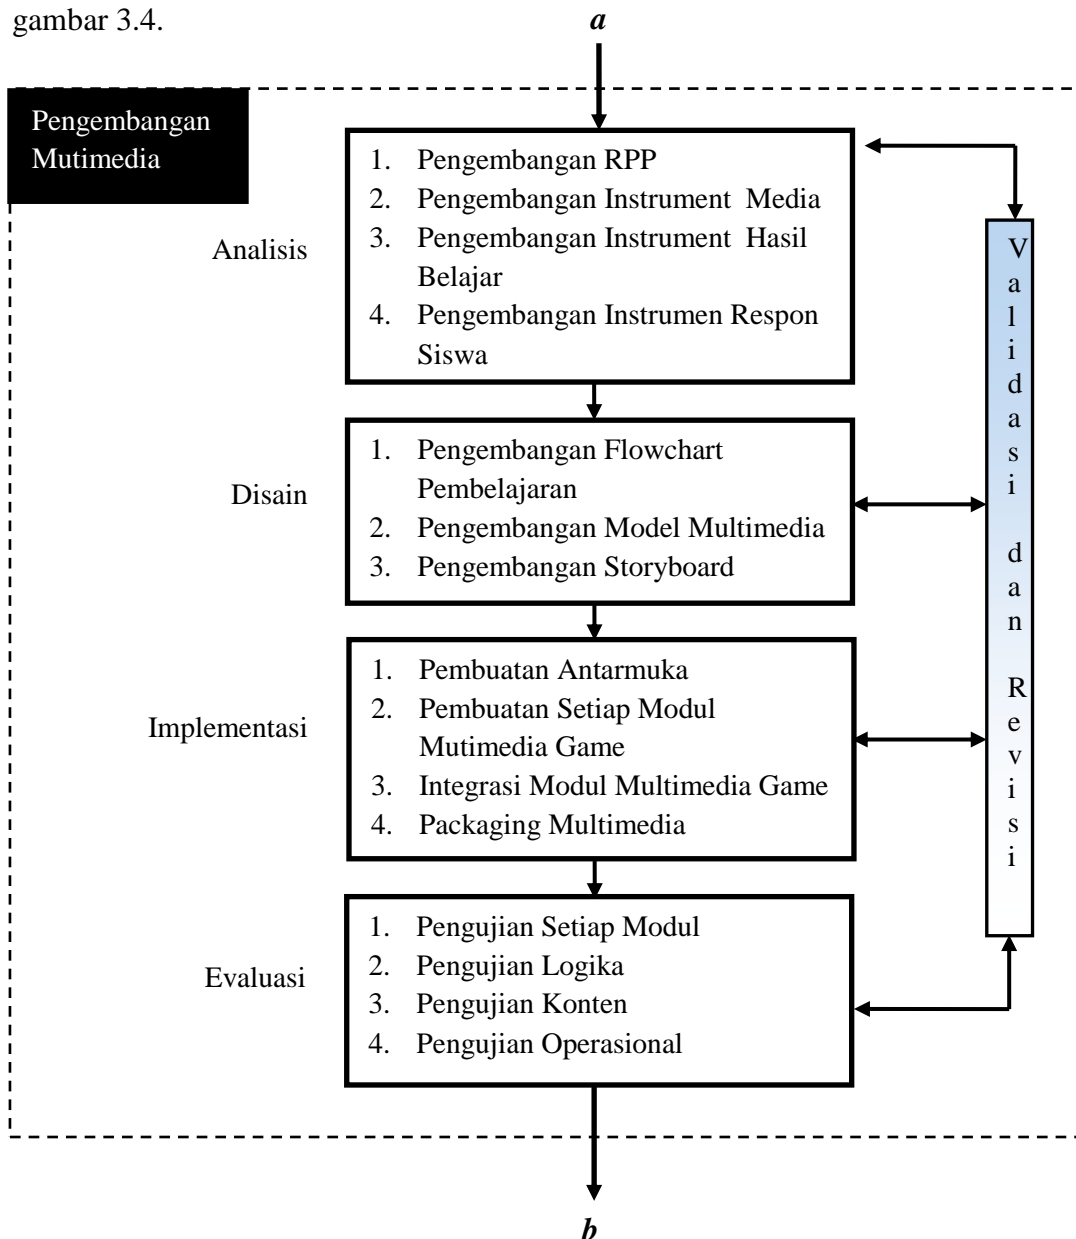 gambar 3.4.
a
Pengembangan
Mutimedia
Analisis
1. Pengembangan RPP
2. Pengembangan Instrument Media
3. Pengembangan Instrument Hasil
Belajar
4. Pengembangan Instrumen Respon
Siswa
Disain
1. Pengembangan Flowchart
Pembelajaran
2. Pengembangan Model Multimedia
3. Pengembangan Storyboard
Implementasi
1. Pembuatan Antarmuka
2. Pembuatan Setiap Modul
Mutimedia Game
3. Integrasi Modul Multimedia Game
4. Packaging Multimedia
Evaluasi
1. Pengujian Setiap Modul
2. Pengujian Logika
3. Pengujian Konten
4. Pengujian Operasional
Validasi dan Revisi
b